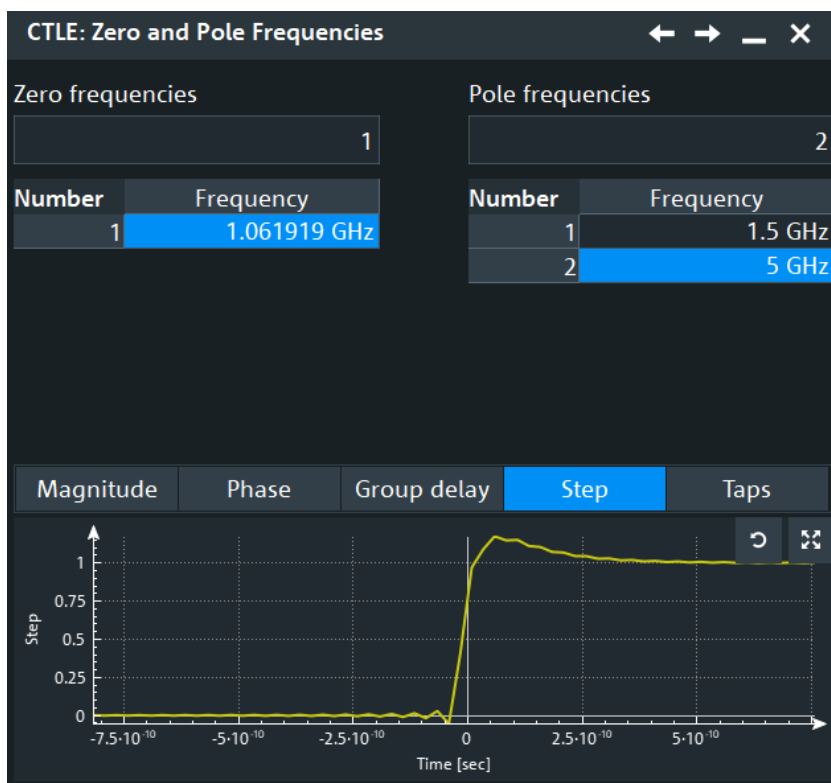 CTLE: Zero and Pole Frequencies
Zero frequencies Pole frequencies
1 2
Number Frequency Number Frequency
1 1.061919 GHz 1 1.5 GHz
2 5 GHz
Magnitude Phase Group delay Step Taps
1
0.75
Step
0.5
0.25
0
-7.5·10⁻¹⁰ -5·10⁻¹⁰ -2.5·10⁻¹⁰ 0 2.5·10⁻¹⁰ 5·10⁻¹⁰
Time [sec]